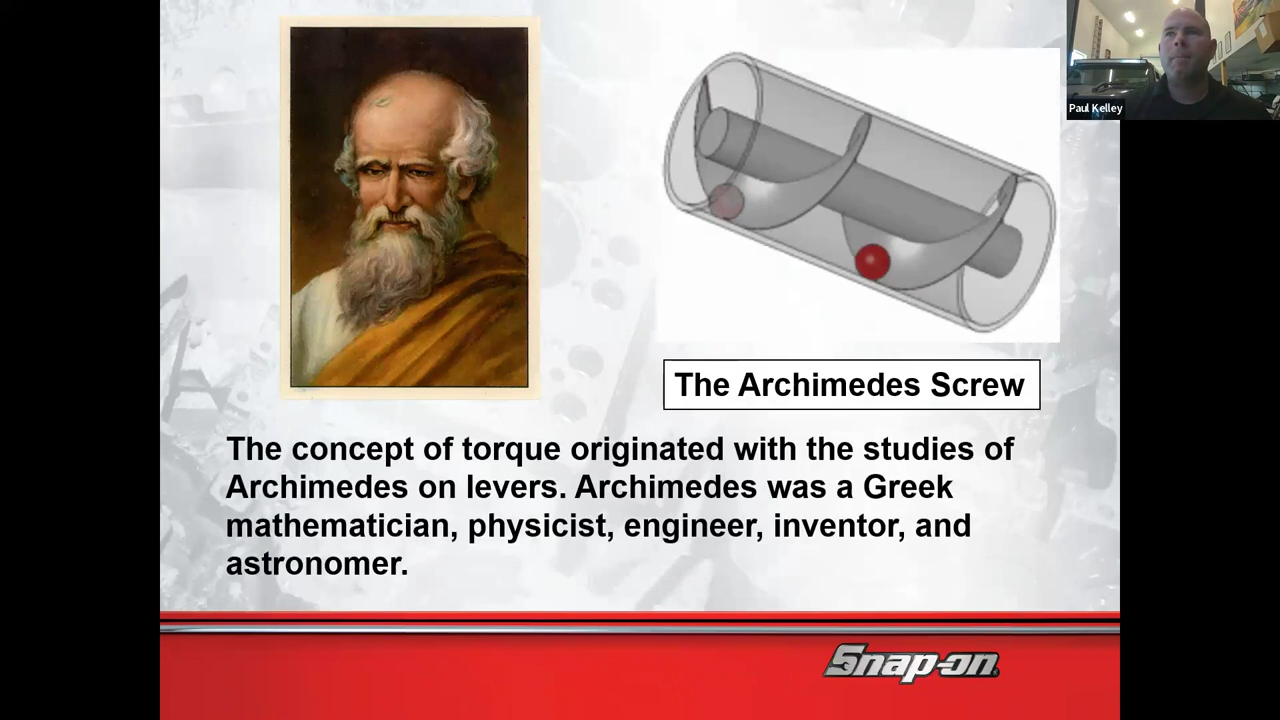 Paul Kelley
The Archimedes Screw
The concept of torque originated with the studies of
Archimedes on levers. Archimedes was a Greek
mathematician, physicist, engineer, inventor, and
astronomer.
Snap-on